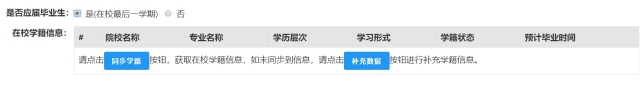 是否应届毕业生： 是(在校最后一学期) 否
在校学籍信息：
# 院校名称 专业名称 学历层次 学习形式 学籍状态 预计毕业时间
请点击 同步学籍 按钮，获取在校学籍信息，如未同步到信息，请点击 补充数据 按钮进行补充学籍信息。